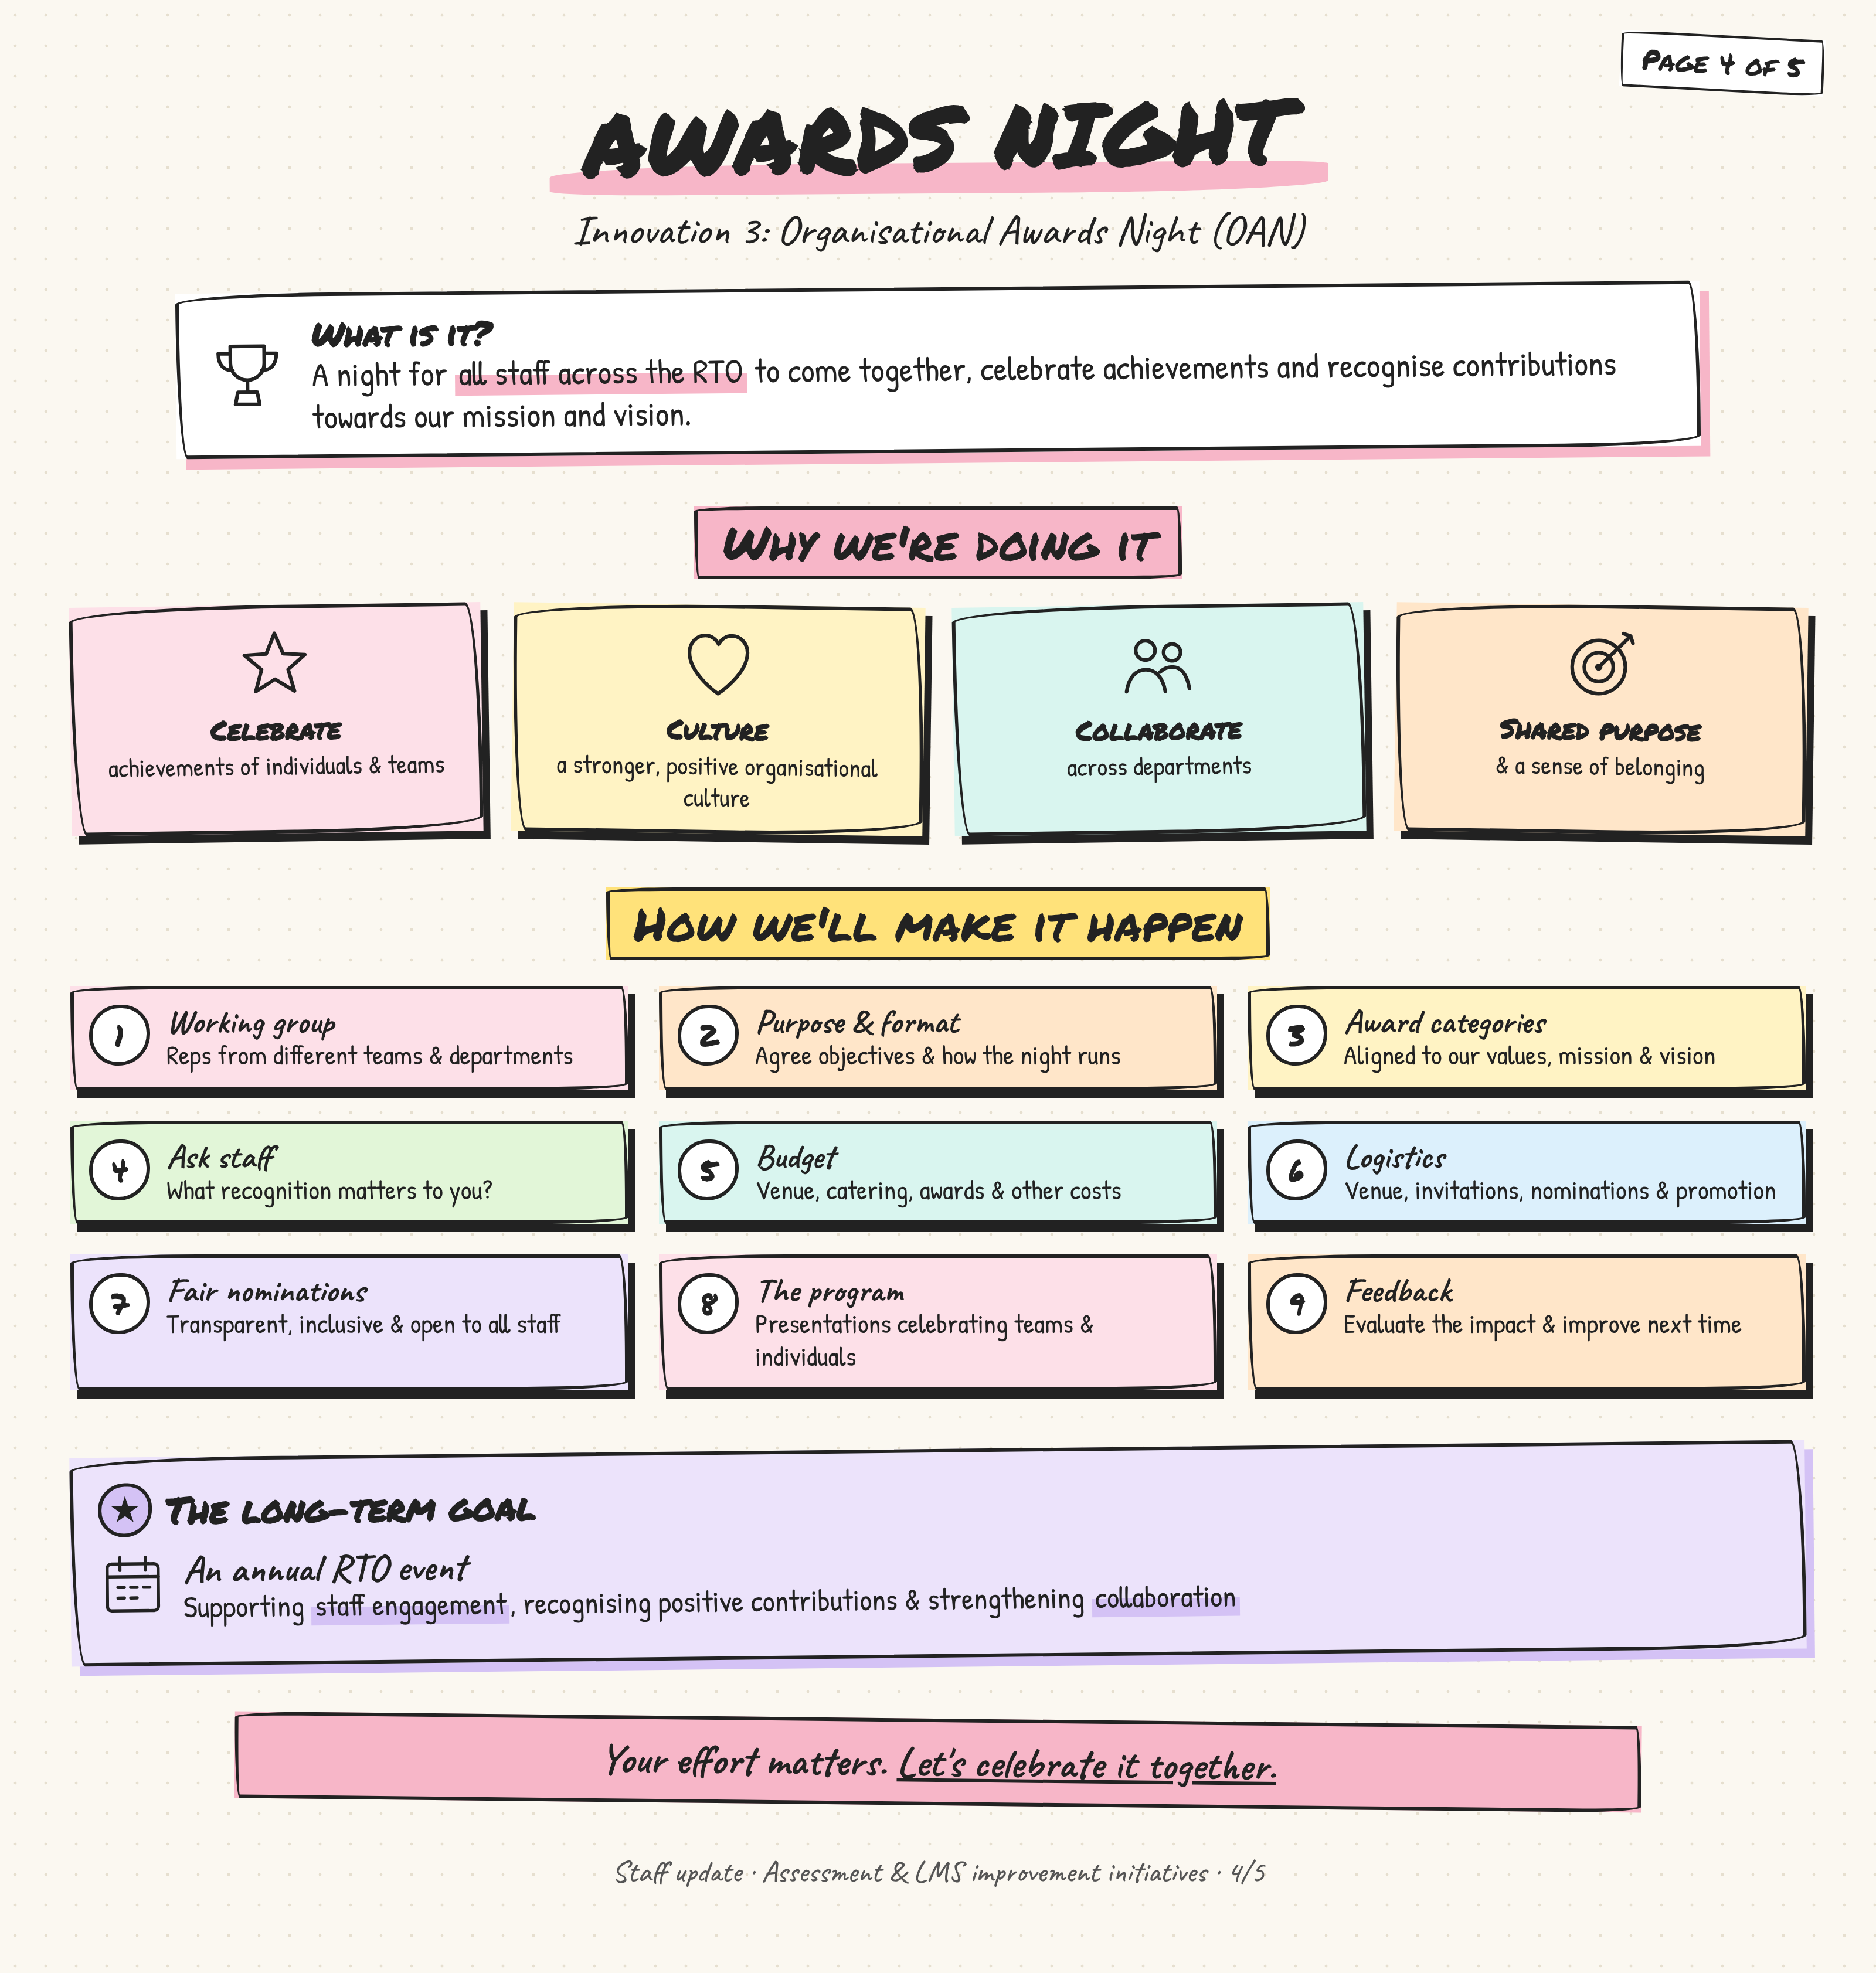 Page 4 of 5
AWARDS NIGHT
Innovation 3: Organisational Awards Night (OAN)
What is it?
A night for all staff across the RTO to come together, celebrate achievements and recognise contributions
towards our mission and vision.
Why we're doing it
Celebrate
achievements of individuals & teams
Culture
a stronger, positive organisational
culture
Collaborate
across departments
Shared purpose
& a sense of belonging
How we'll make it happen
1
Working group
Reps from different teams & departments
2
Purpose & format
Agree objectives & how the night runs
3
Award categories
Aligned to our values, mission & vision
4
Ask staff
What recognition matters to you?
5
Budget
Venue, catering, awards & other costs
6
Logistics
Venue, invitations, nominations & promotion
7
Fair nominations
Transparent, inclusive & open to all staff
8
The program
Presentations celebrating teams &
individuals
9
Feedback
Evaluate the impact & improve next time
The long-term goal
An annual RTO event
Supporting staff engagement, recognising positive contributions & strengthening collaboration
Your effort matters. Let's celebrate it together.
Staff update · Assessment & LMS improvement initiatives · 4/5